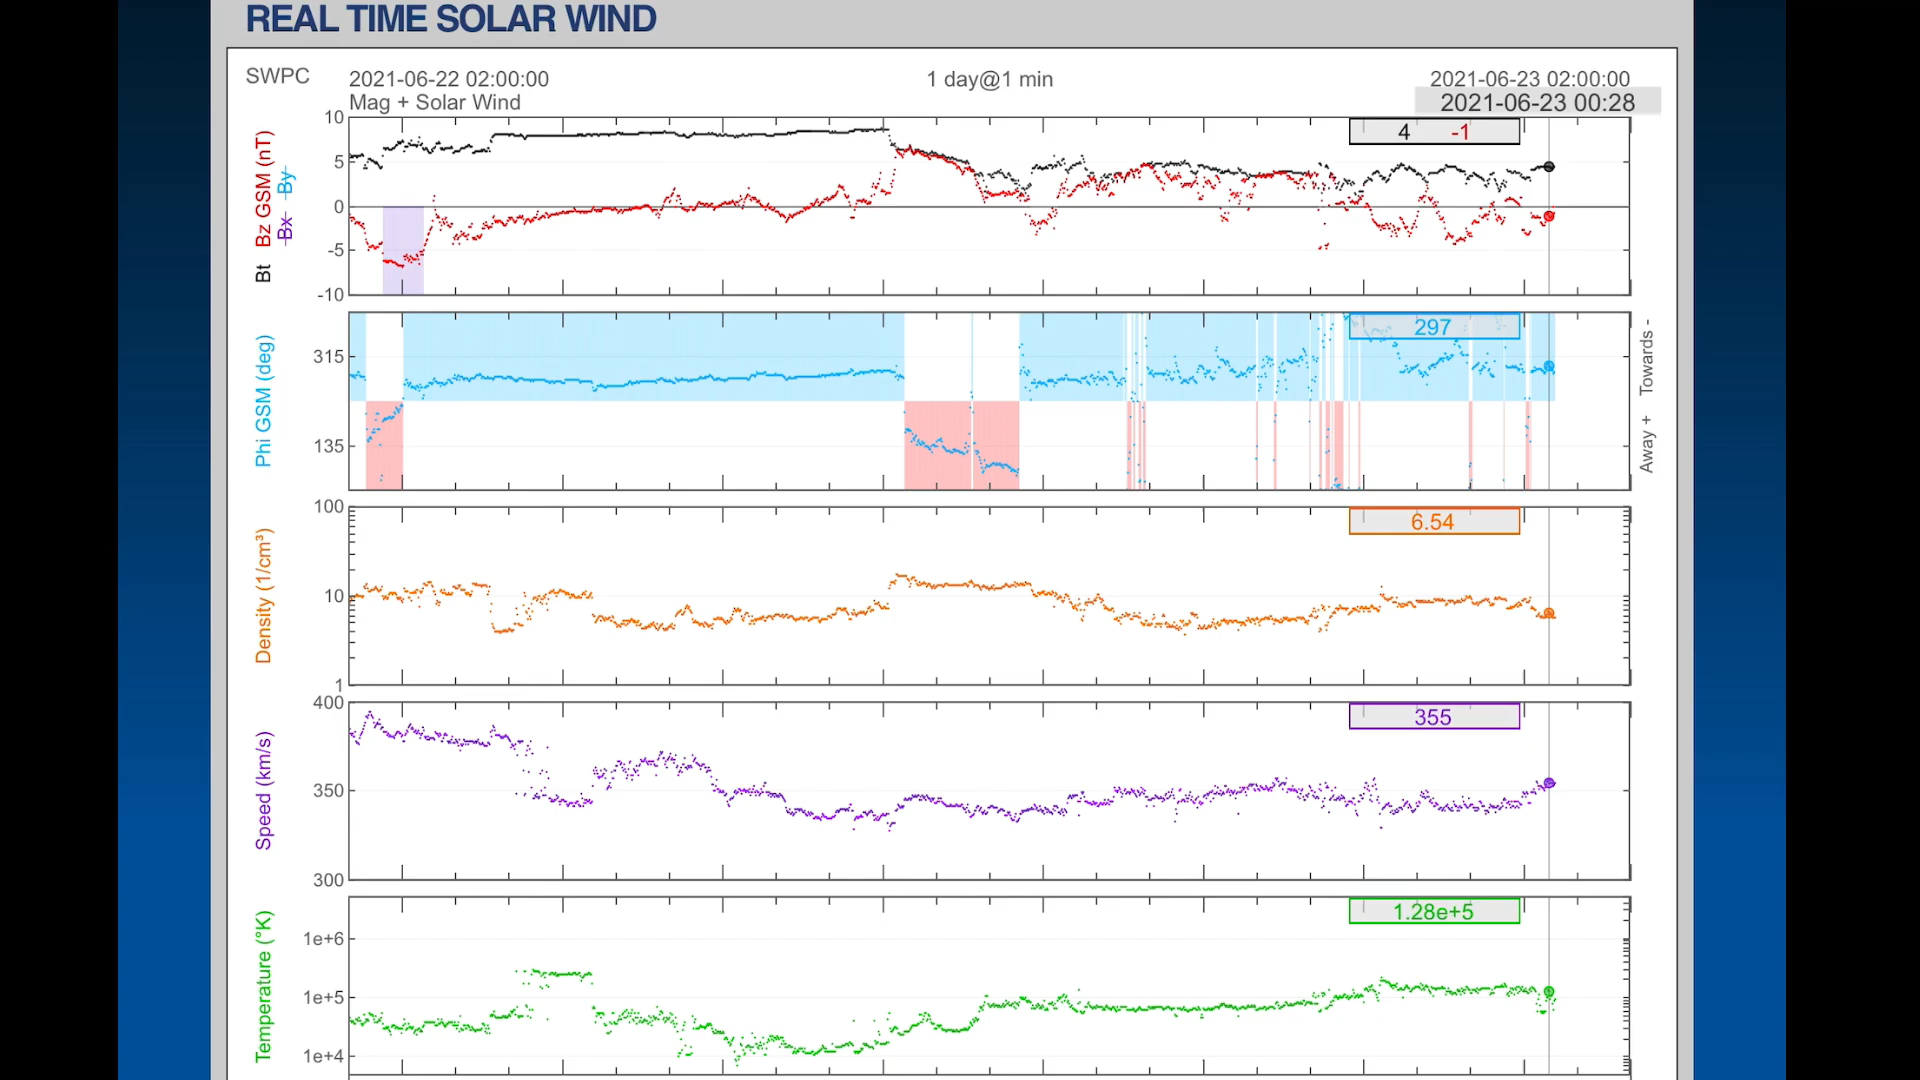 REAL TIME SOLAR WIND
SWPC
2021-06-22 02:00:00
1 day@1 min
2021-06-23 02:00:00
Mag + Solar Wind
2021-06-23 00:28
Bt Bz GSM (nT)
Bx By
10
5
0
-5
-10
4 -1
Phi GSM (deg)
315
135
297
Away + Towards -
Density (1/cm³)
100
10
1
6.54
Speed (km/s)
400
350
300
355
Temperature (°K)
1e+6
1e+5
1e+4
1.28e+5